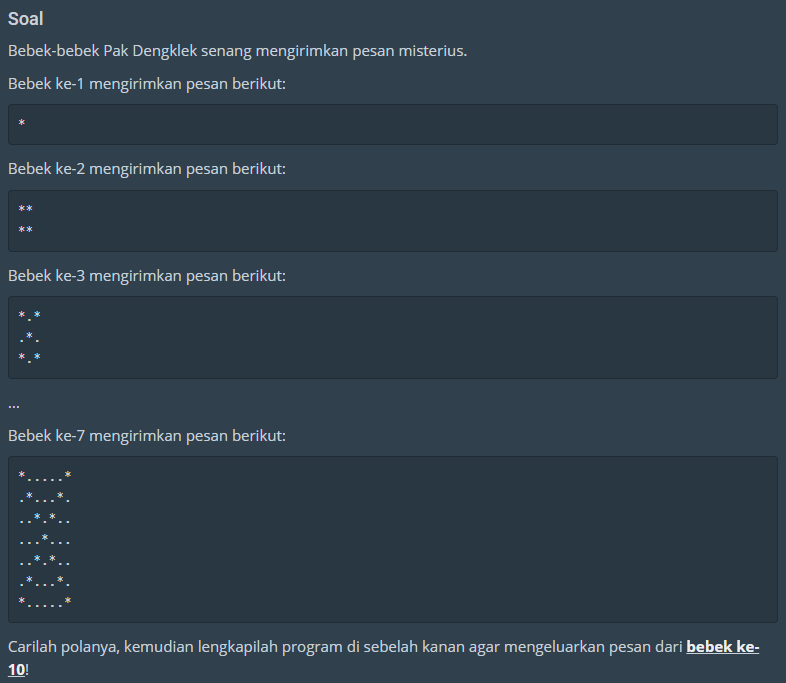 Soal
Bebek-bebek Pak Dengklek senang mengirimkan pesan misterius.
Bebek ke-1 mengirimkan pesan berikut:
*
Bebek ke-2 mengirimkan pesan berikut:
**
**
Bebek ke-3 mengirimkan pesan berikut:
*.*
.*.
*.*
...
Bebek ke-7 mengirimkan pesan berikut:
*.....*
.*...*.
..*.*..
...*...
..*.*..
.*...*.
*.....*
Carilah polanya, kemudian lengkapilah program di sebelah kanan agar mengeluarkan pesan dari bebek ke-
10!